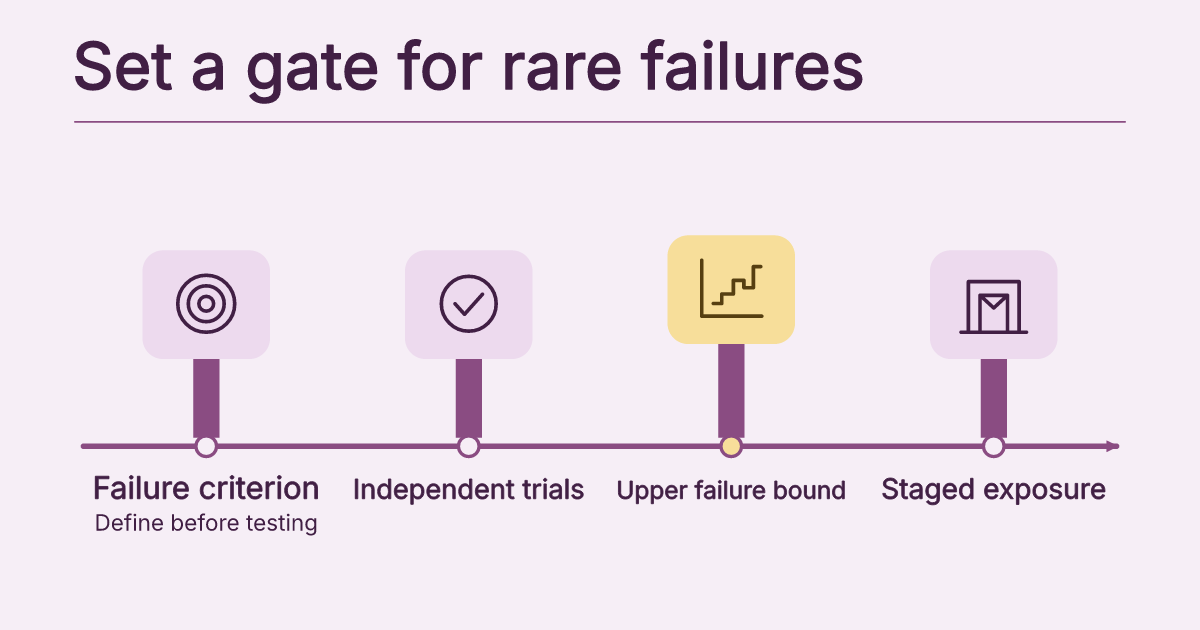 Set a gate for rare failures
Failure criterion
Define before testing
Independent trials
Upper failure bound
Staged exposure